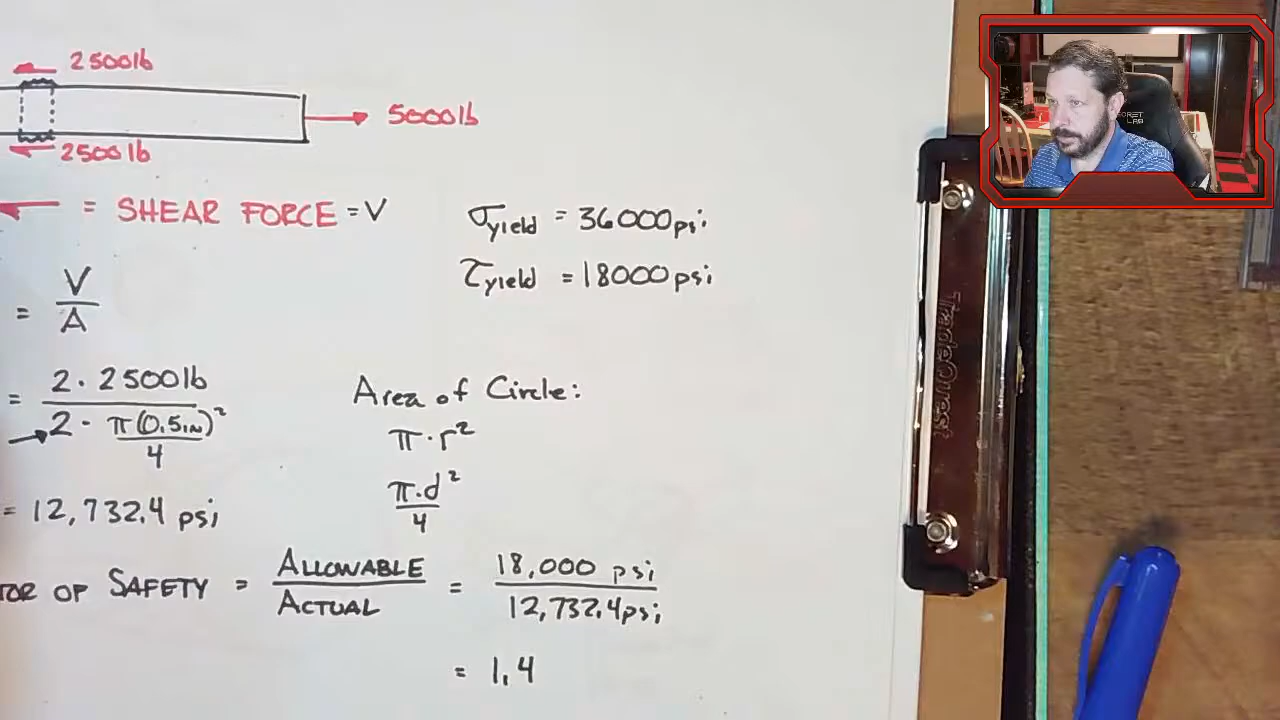 2500lb
5000lb
2500lb
= SHEAR FORCE = V
σyield = 36000psi
τyield = 18000psi
= V/A
= 2 · 2500lb / 2 · π(0.5IN)²/4
Area of Circle:
π·r²
π·d²/4
= 12,732.4 psi
TOR OF SAFETY = ALLOWABLE/ACTUAL = 18,000 psi/12,732.4psi
= 1.4
TradeQuest